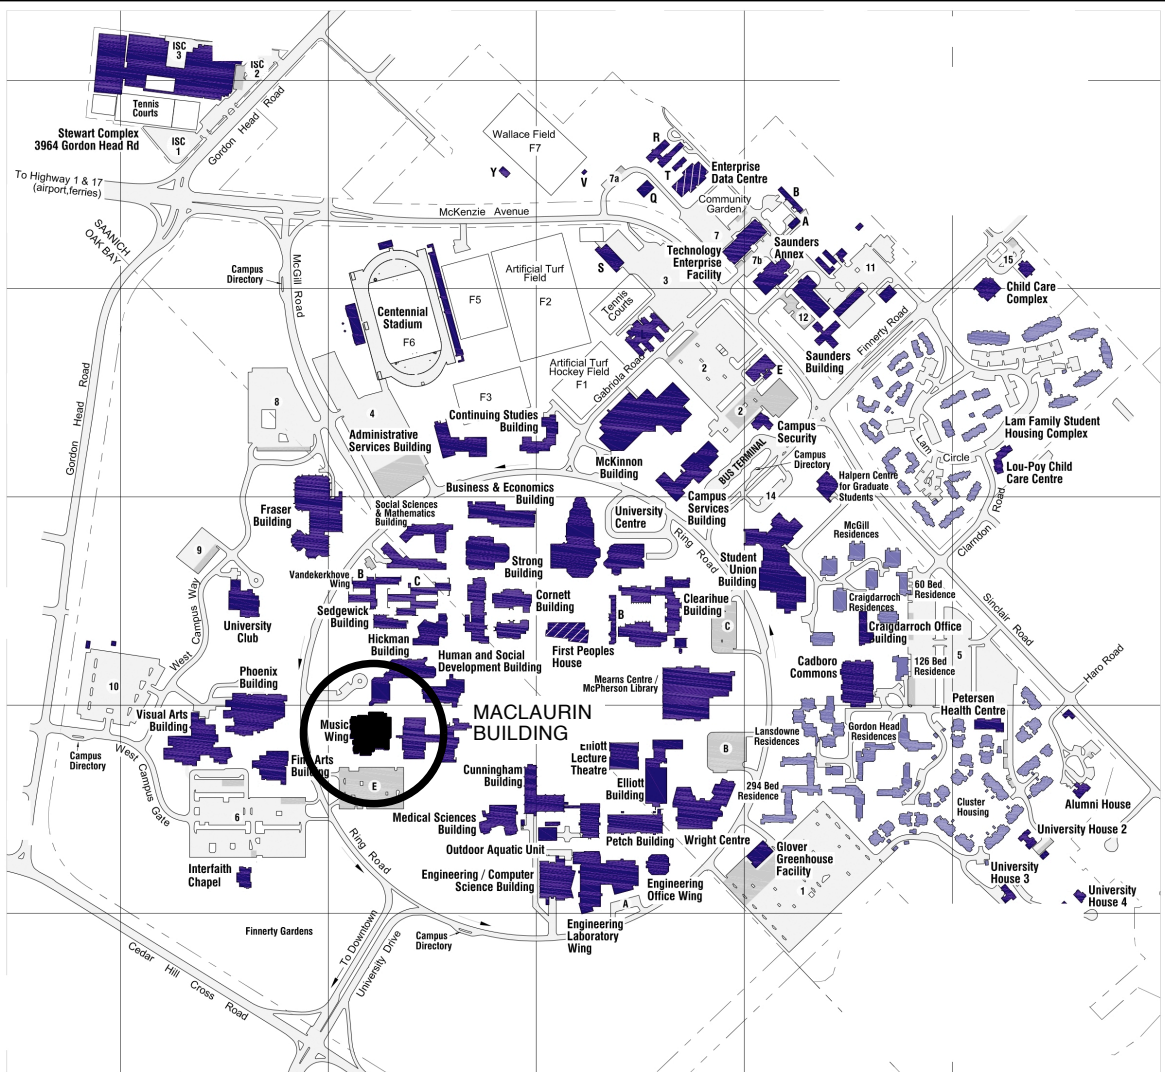 ISC
3
ISC
2
Tennis
Courts
ISC
1
Stewart Complex
3964 Gordon Head Rd
Gordon Head Road
To Highway 1 & 17
(airport,ferries)
SAANICH
OAK BAY
Wallace Field
F7
Y
V
R
T
Q
7a
Enterprise
Data Centre
Community
Garden
B
A
McKenzie Avenue
7
Technology
Enterprise
Facility
7b
Saunders
Annex
S
3
11
15
Child Care
Complex
Campus
Directory
McGill Road
Centennial
Stadium
F6
F5
Artificial Turf
Field
F2
Tennis
Courts
12
Finnerty Road
Saunders
Building
Gordon Head Road
8
4
F3
Artificial Turf
Hockey Field
F1
Gabriola Road
2
E
2
Campus
Security
Lam Family Student
Housing Complex
Lam Circle
Continuing Studies
Building
Administrative
Services Building
McKinnon
Building
BUS TERMINAL
Campus
Directory
14
Halpern Centre
for Graduate
Students
Lou-Poy Child
Care Centre
Clarndon Road
Business & Economics
Building
Campus
Services
Building
Fraser
Building
Social Sciences
& Mathematics
Building
University
Centre
Ring Road
Student
Union
Building
McGill
Residences
9
Strong
Building
Vandekerkhove
Wing
B
C
Cornett
Building
B
Clearihue
Building
C
60 Bed
Residence
Craigdarroch
Residences
Sinclair Road
West Campus Way
University
Club
Sedgewick
Building
Hickman
Building
Human and Social
Development Building
First Peoples
House
Craigdarroch Office
Building
Cadboro
Commons
126 Bed
Residence
5
Haro Road
10
Phoenix
Building
Mearns Centre /
McPherson Library
Petersen
Health Centre
Visual Arts
Building
Music
Wing
MACLAURIN
BUILDING
Lansdowne
Residences
Gordon Head
Residences
Campus
Directory
West Campus Gate
Fine Arts
Building
E
Elliott
Lecture
Theatre
B
Cunningham
Building
Elliott
Building
294 Bed
Residence
Cluster
Housing
Alumni House
6
Medical Sciences
Building
Petch Building
Wright Centre
University House 2
Ring Road
Outdoor Aquatic Unit
Glover
Greenhouse
Facility
Interfaith
Chapel
Engineering / Computer
Science Building
Engineering
Office Wing
1
University
House 3
University
House 4
A
Finnerty Gardens
To Downtown
University Drive
Campus
Directory
Engineering
Laboratory
Wing
Cedar Hill Cross Road